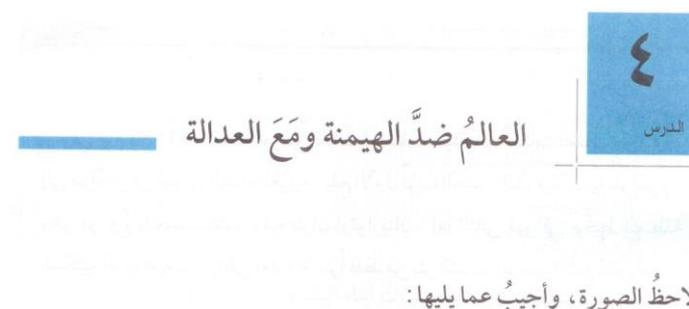 ٤
الدرس
العالمُ ضدَّ الهيمنة ومَعَ العدالة
لاحظُ الصورة، وأجيبُ عما يليها: